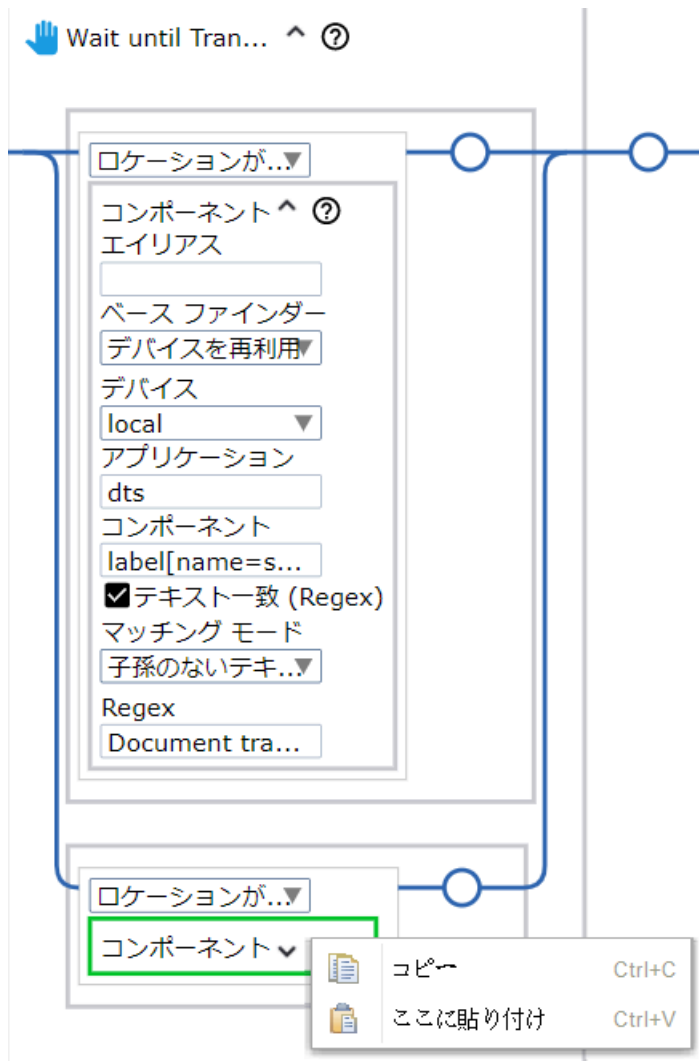 Wait until Tran...
ロケーションが...
コンポーネント
エイリアス
ベース ファインダー
デバイスを再利用
デバイス
local
アプリケーション
dts
コンポーネント
label[name=s...
テキスト一致 (Regex)
マッチング モード
子孫のないテキ...
Regex
Document tra...
ロケーションが...
コンポーネント
コピー Ctrl+C
ここに貼り付け Ctrl+V